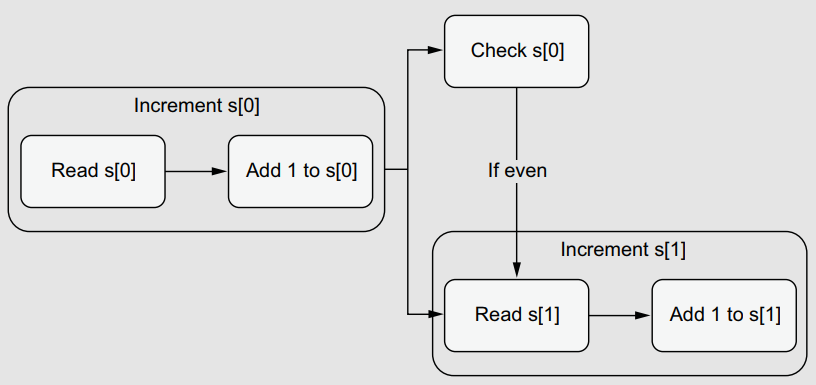 Check s[0]
Increment s[0]
Read s[0]
Add 1 to s[0]
If even
Increment s[1]
Read s[1]
Add 1 to s[1]